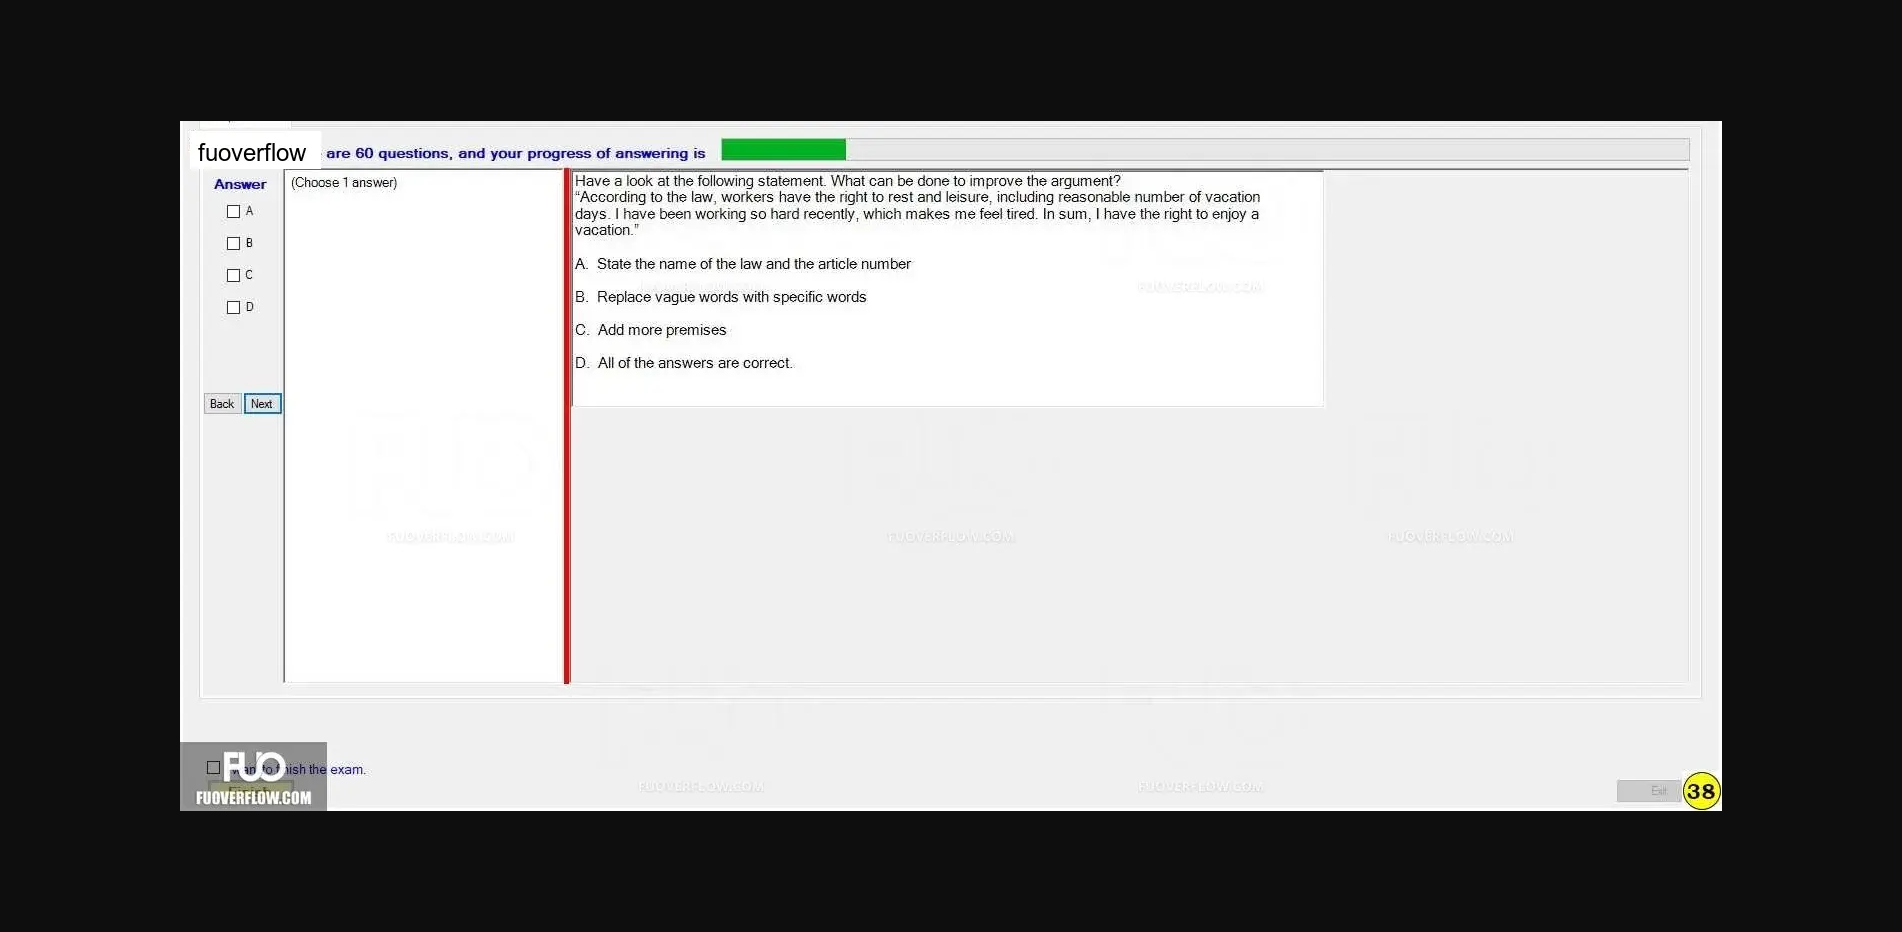 fuoverflow
are 60 questions, and your progress of answering is
Answer
(Choose 1 answer)
A
B
C
D
Back
Next
Have a look at the following statement. What can be done to improve the argument?
“According to the law, workers have the right to rest and leisure, including reasonable number of vacation
days. I have been working so hard recently, which makes me feel tired. In sum, I have the right to enjoy a
vacation.”
A. State the name of the law and the article number
B. Replace vague words with specific words
C. Add more premises
D. All of the answers are correct.
FUOVERFLOW.COM
FUOVERFLOW.COM
FUOVERFLOW.COM
FUOVERFLOW.COM
FUO
the exam.
FUOVERFLOW.COM
FUOVERFLOW.COM
FUOVERFLOW.COM
Exit
38